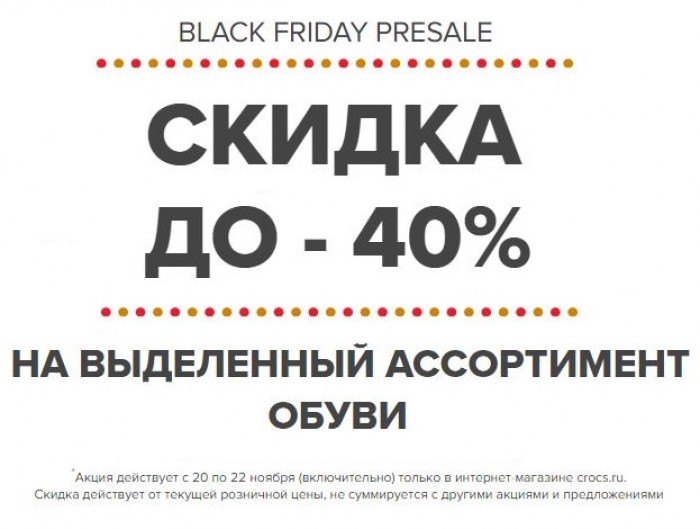 BLACK FRIDAY PRESALE
СКИДКА
ДО - 40%
НА ВЫДЕЛЕННЫЙ АССОРТИМЕНТ
ОБУВИ
*Акция действует с 20 по 22 ноября (включительно) только в интернет-магазине crocs.ru.
Скидка действует от текущей розничной цены, не суммируется с другими акциями и предложениями